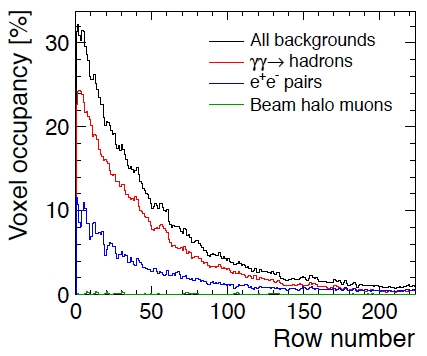 Voxel occupancy [%]
30
20
10
0
All backgrounds
γγ→ hadrons
e⁺e⁻ pairs
Beam halo muons
0 50 100 150 200
Row number